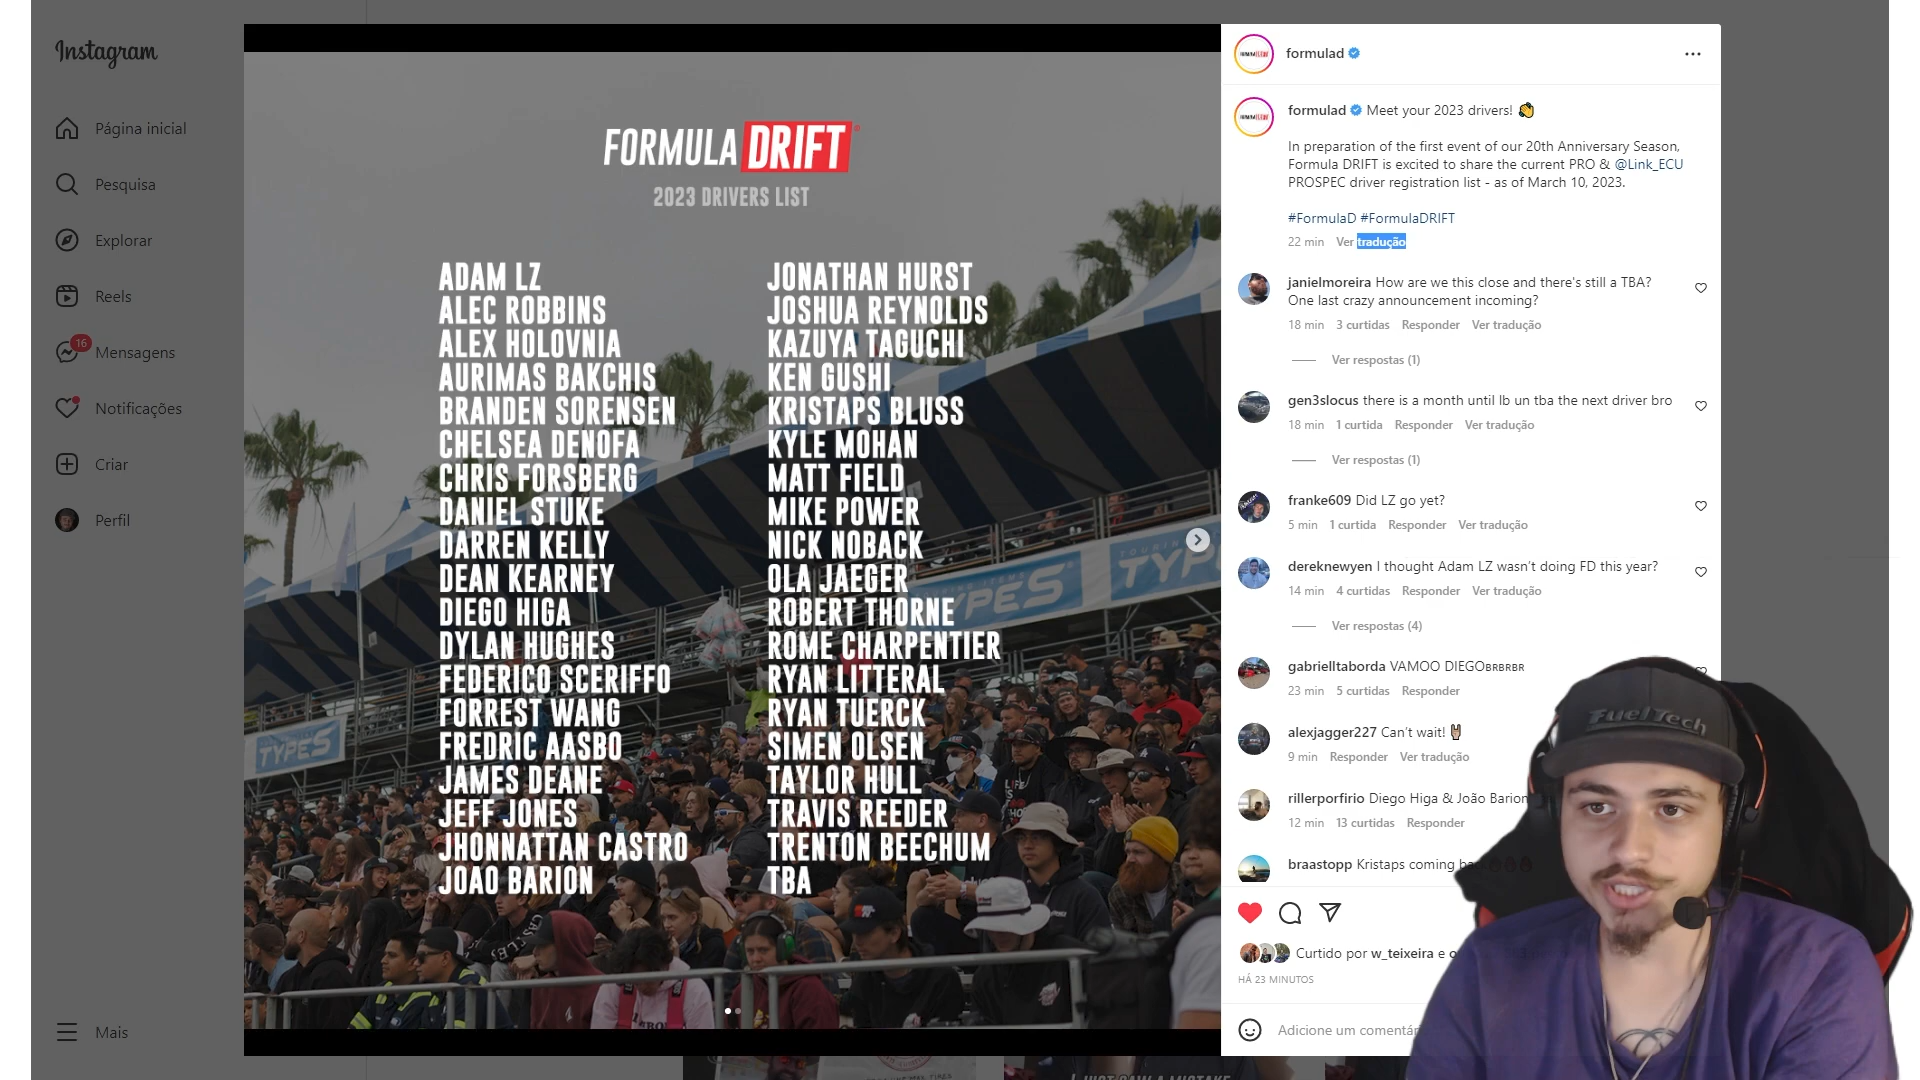 Instagram
Página inicial
Pesquisa
Explorar
Reels
16
Mensagens
Notificações
Criar
Perfil
Mais
FORMULA DRIFT
2023 DRIVERS LIST
ADAM LZ
ALEC ROBBINS
ALEX HOLOVNIA
AURIMAS BAKCHIS
BRANDEN SORENSEN
CHELSEA DENOFA
CHRIS FORSBERG
DANIEL STUKE
DARREN KELLY
DEAN KEARNEY
DIEGO HIGA
DYLAN HUGHES
FEDERICO SCERIFFO
FORREST WANG
FREDRIC AASBO
JAMES DEANE
JEFF JONES
JHONNATTAN CASTRO
JOAO BARION
JONATHAN HURST
JOSHUA REYNOLDS
KAZUYA TAGUCHI
KEN GUSHI
KRISTAPS BLUSS
KYLE MOHAN
MATT FIELD
MIKE POWER
NICK NOBACK
OLA JAEGER
ROBERT THORNE
ROME CHARPENTIER
RYAN LITTERAL
RYAN TUERCK
SIMEN OLSEN
TAYLOR HULL
TRAVIS REEDER
TRENTON BEECHUM
TBA
TYPES
formulad
formulad Meet your 2023 drivers! 👏
In preparation of the first event of our 20th Anniversary Season,
Formula DRIFT is excited to share the current PRO & @Link_ECU
PROSPEC driver registration list - as of March 10, 2023.
#FormulaD #FormulaDRIFT
22 min Ver tradução
janielmoreira How are we this close and there's still a TBA?
One last crazy announcement incoming?
18 min 3 curtidas Responder Ver tradução
Ver respostas (1)
gen3slocus there is a month until lb un tba the next driver bro
18 min 1 curtida Responder Ver tradução
Ver respostas (1)
franke609 Did LZ go yet?
5 min 1 curtida Responder Ver tradução
dereknewyen I thought Adam LZ wasn't doing FD this year?
14 min 4 curtidas Responder Ver tradução
Ver respostas (4)
gabrielltaborda VAMOO DIEGO🇧🇷🇧🇷🇧🇷
23 min 5 curtidas Responder
alexjagger227 Can't wait! 🤘
9 min Responder Ver tradução
rillerporfirio Diego Higa & João Barion
12 min 13 curtidas Responder
braastopp Kristaps coming
Curtido por w_teixeira e
HÁ 23 MINUTOS
Adicione um
FuelTech